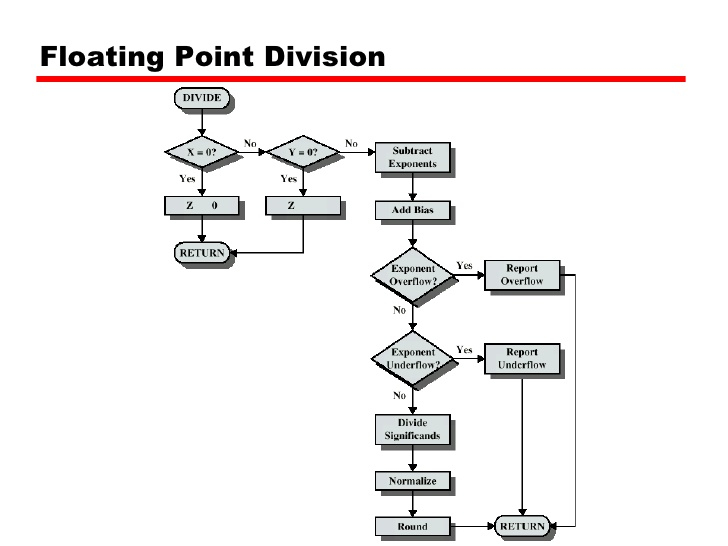 Floating Point Division
DIVIDE
X = 0?
No
Y = 0?
No
Subtract
Exponents
Yes
Yes
Z 0
Z
Add Bias
RETURN
Exponent
Overflow?
Yes
Report
Overflow
No
Exponent
Underflow?
Yes
Report
Underflow
No
Divide
Significands
Normalize
Round
RETURN